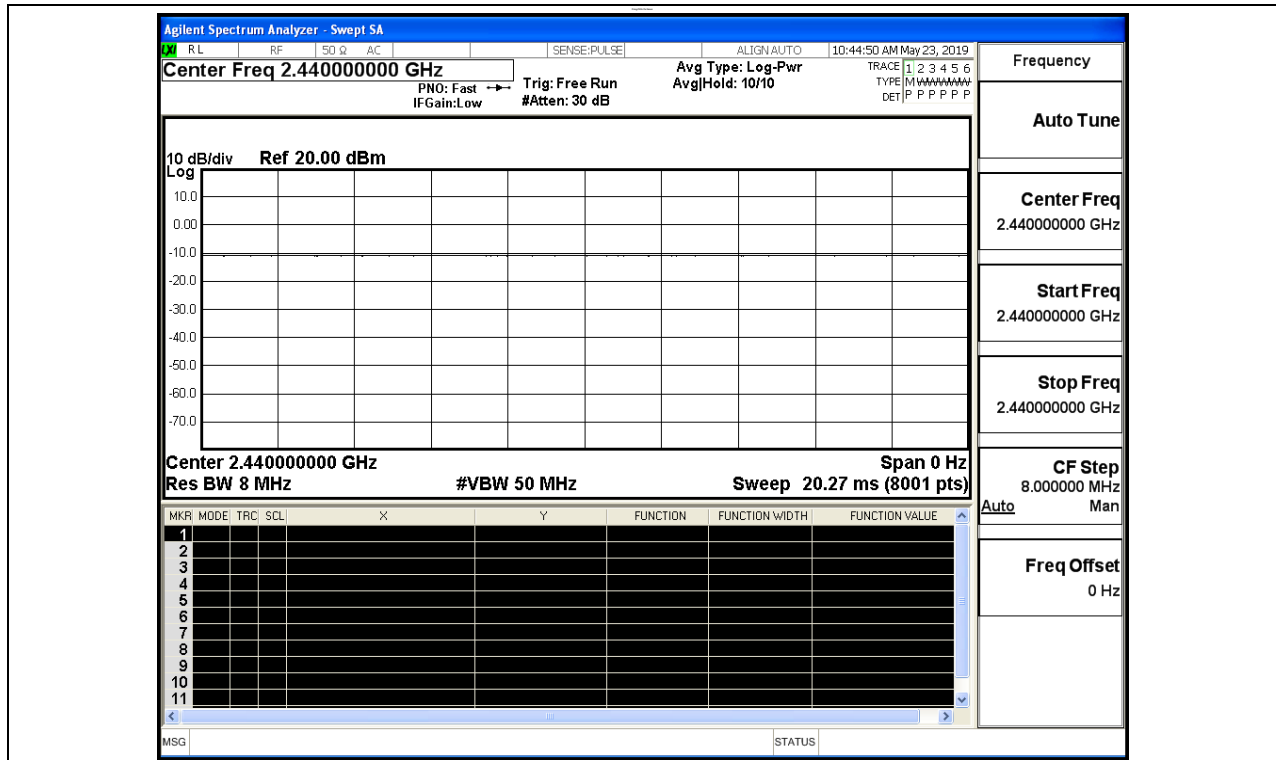 Agilent Spectrum Analyzer - Swept SA
LXI RL RF 50 Ω AC SENSE:PULSE ALIGN AUTO 10:44:50 AM May 23, 2019
Center Freq 2.440000000 GHz
PNO: Fast
IFGain:Low
Trig: Free Run
#Atten: 30 dB
Avg Type: Log-Pwr
Avg|Hold: 10/10
TRACE 1 2 3 4 5 6
TYPE M WWWWW
DET P P P P P P
10 dB/div Ref 20.00 dBm
Log
10.0
0.00
-10.0
-20.0
-30.0
-40.0
-50.0
-60.0
-70.0
Center 2.440000000 GHz Span 0 Hz
Res BW 8 MHz #VBW 50 MHz Sweep 20.27 ms (8001 pts)
MKR MODE TRC SCL X Y FUNCTION FUNCTION WIDTH FUNCTION VALUE
1
2
3
4
5
6
7
8
9
10
11
MSG STATUS
Frequency
Auto Tune
Center Freq
2.440000000 GHz
Start Freq
2.440000000 GHz
Stop Freq
2.440000000 GHz
CF Step
8.000000 MHz
Auto Man
Freq Offset
0 Hz